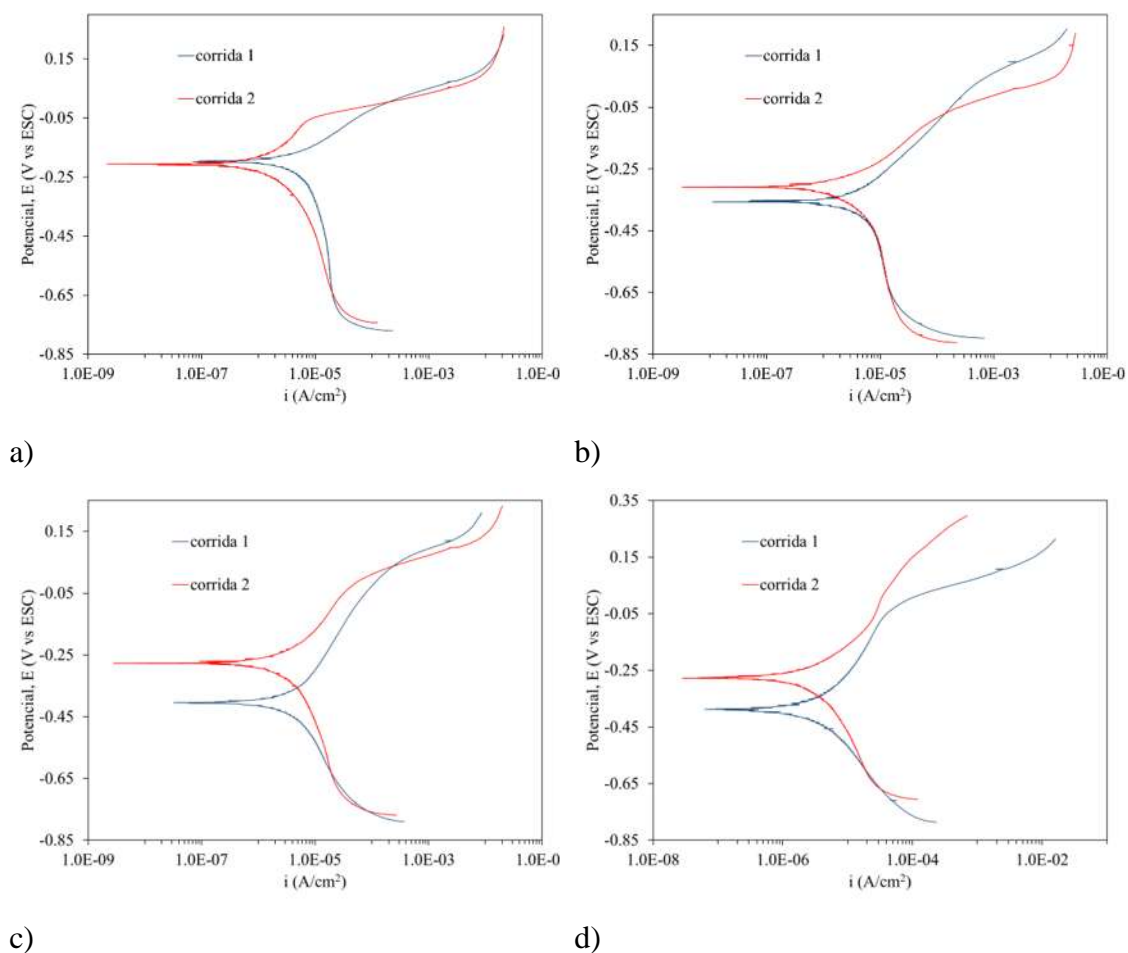 0.15
-0.05
-0.25
-0.45
-0.65
-0.85
Potencial, E (V vs ESC)
corrida 1
corrida 2
1.0E-09
1.0E-07
1.0E-05
1.0E-03
1.0E-0
i (A/cm²)
a)
0.15
-0.05
-0.25
-0.45
-0.65
-0.85
Potencial, E (V vs ESC)
corrida 1
corrida 2
1.0E-09
1.0E-07
1.0E-05
1.0E-03
1.0E-0
i (A/cm²)
b)
0.15
-0.05
-0.25
-0.45
-0.65
-0.85
Potencial, E (V vs ESC)
corrida 1
corrida 2
1.0E-09
1.0E-07
1.0E-05
1.0E-03
1.0E-0
i (A/cm²)
c)
0.35
0.15
-0.05
-0.25
-0.45
-0.65
-0.85
Potencial, E (V vs ESC)
corrida 1
corrida 2
1.0E-08
1.0E-06
1.0E-04
1.0E-02
i (A/cm²)
d)